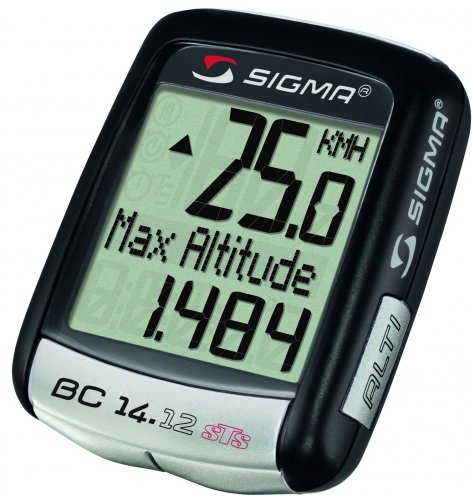 SIGMA®
25.0 KMH
Max Altitude
1.484
BC 14.12 STS
SIGMA®
ALTI